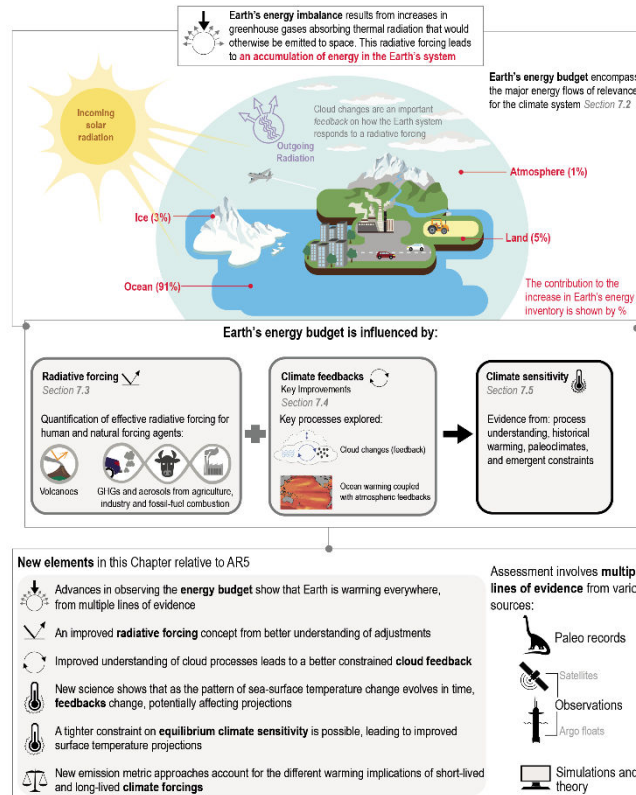 Earth's energy imbalance results from increases in
greenhouse gases absorbing thermal radiation that would
otherwise be emitted to space. This radiative forcing leads
to an accumulation of energy in the Earth's system
Earth's energy budget encompass
the major energy flows of relevance
for the climate system Section 7.2
Incoming
solar
radiation
Cloud changes are an important
feedback on how the Earth system
responds to a radiative forcing
Outgoing
Radiation
Atmosphere (1%)
Ice (3%)
Land (5%)
Ocean (91%)
The contribution to the
increase in Earth's energy
inventory is shown by %
Earth's energy budget is influenced by:
Radiative forcing
Section 7.3
Quantification of effective radiative forcing for
human and natural forcing agents:
Volcanoes
GHGs and aerosols from agriculture,
industry and fossil-fuel combustion
Climate feedbacks
Key Improvements
Section 7.4
Key processes explored:
Cloud changes (feedback)
Ocean warming coupled
with atmospheric feedbacks
Climate sensitivity
Section 7.5
Evidence from: process
understanding, historical
warming, paleoclimates,
and emergent constraints
New elements in this Chapter relative to AR5
Advances in observing the energy budget show that Earth is warming everywhere,
from multiple lines of evidence
An improved radiative forcing concept from better understanding of adjustments
Improved understanding of cloud processes leads to a better constrained cloud feedback
New science shows that as the pattern of sea-surface temperature change evolves in time,
feedbacks change, potentially affecting projections
A tighter constraint on equilibrium climate sensitivity is possible, leading to improved
surface temperature projections
New emission metric approaches account for the different warming implications of short-lived
and long-lived climate forcings
Assessment involves multip
lines of evidence from vario
sources:
Paleo records
Satellites
Observations
Argo floats
Simulations and
theory